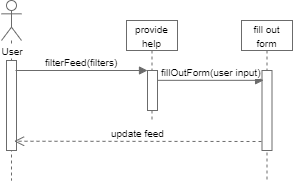 User
provide
help
fill out
form
filterFeed(filters)
fillOutForm(user input)
update feed